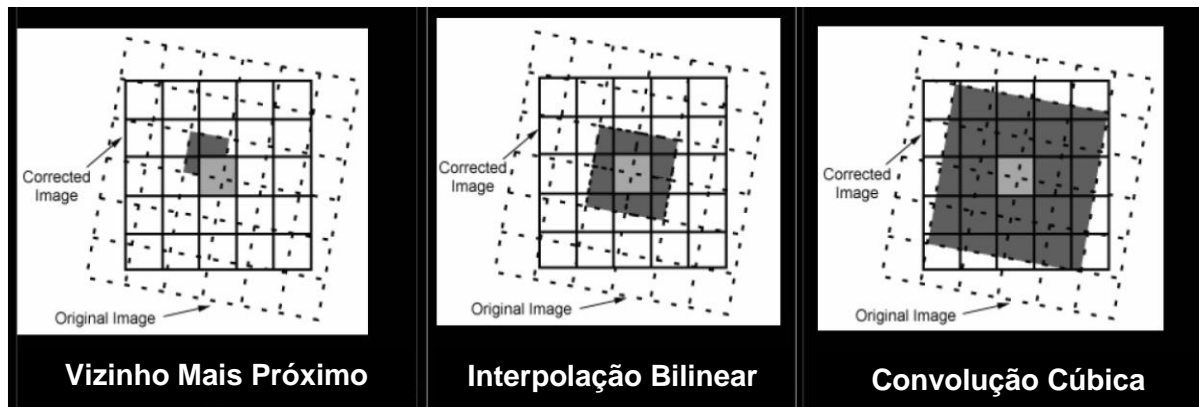 Corrected
Image
Original Image
Vizinho Mais Próximo
Corrected
Image
Original Image
Interpolação Bilinear
Corrected
Image
Original Image
Convolução Cúbica